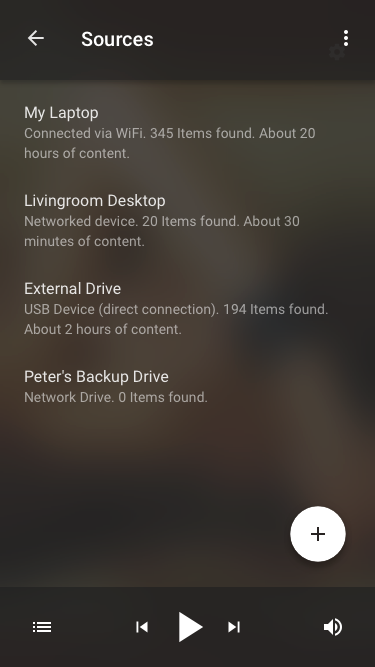 Sources
My Laptop
Connected via WiFi. 345 Items found. About 20
hours of content.
Livingroom Desktop
Networked device. 20 Items found. About 30
minutes of content.
External Drive
USB Device (direct connection). 194 Items found.
About 2 hours of content.
Peter's Backup Drive
Network Drive. 0 Items found.